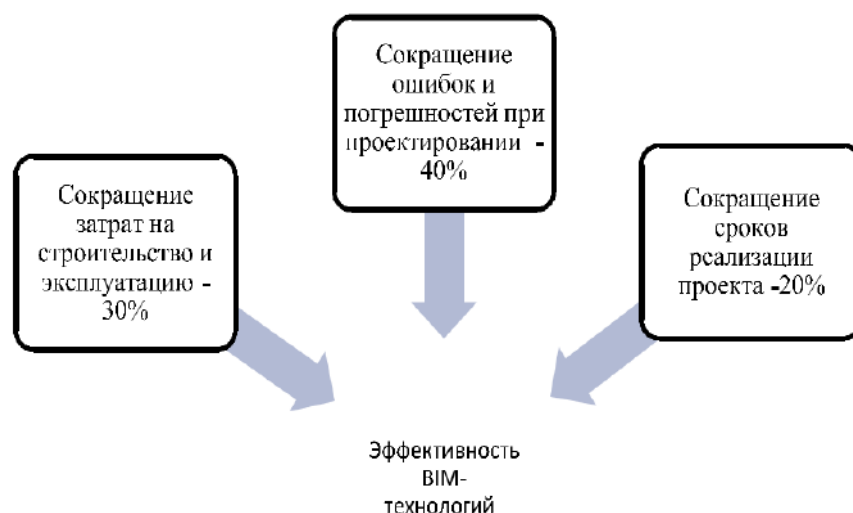 Сокращение
затрат на
строительство и
эксплуатацию -
30%
Сокращение
ошибок и
погрешностей при
проектировании -
40%
Сокращение
сроков
реализации
проекта -20%
Эффективность
BIM-
технологий